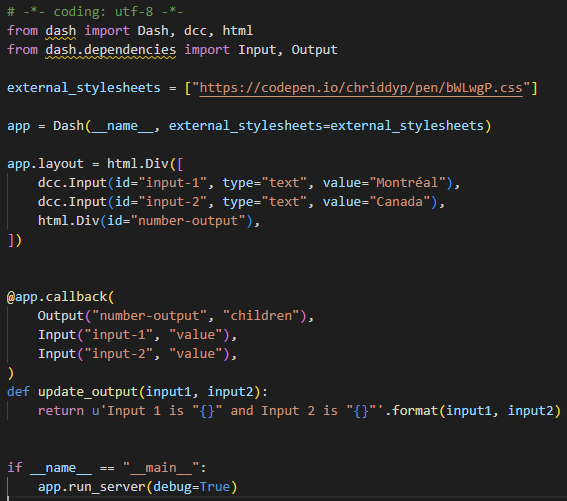 # -*- coding: utf-8 -*-
from dash import Dash, dcc, html
from dash.dependencies import Input, Output

external_stylesheets = ["https://codepen.io/chriddyp/pen/bWLwgP.css"]

app = Dash(__name__, external_stylesheets=external_stylesheets)

app.layout = html.Div([
    dcc.Input(id="input-1", type="text", value="Montréal"),
    dcc.Input(id="input-2", type="text", value="Canada"),
    html.Div(id="number-output"),
])


@app.callback(
    Output("number-output", "children"),
    Input("input-1", "value"),
    Input("input-2", "value"),
)
def update_output(input1, input2):
    return u'Input 1 is "{}" and Input 2 is "{}"'.format(input1, input2)


if __name__ == "__main__":
    app.run_server(debug=True)